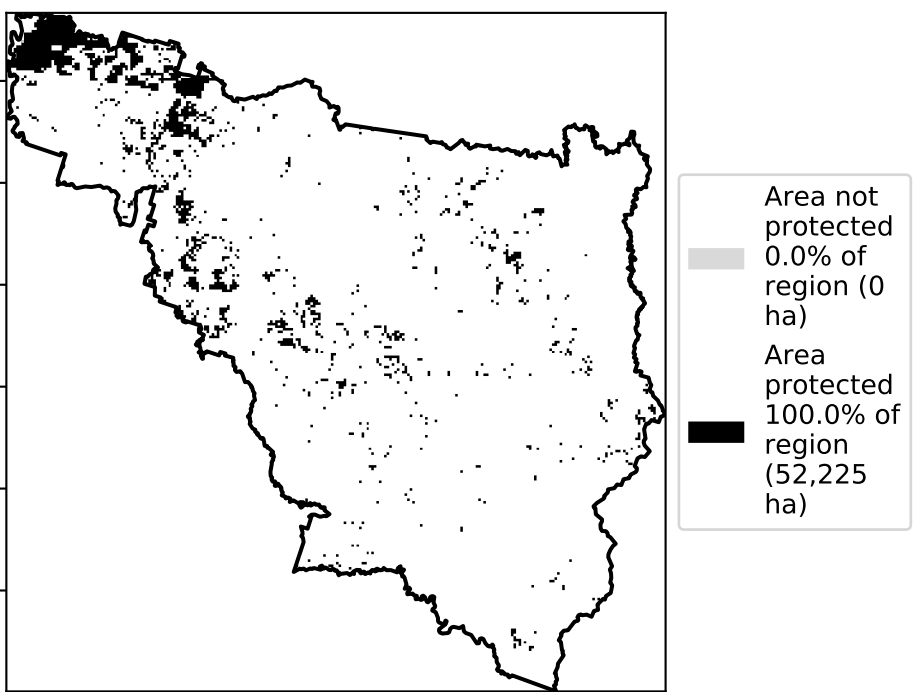 Area not
protected
0.0% of
region (0
ha)
Area
protected
100.0% of
region
(52,225
ha)